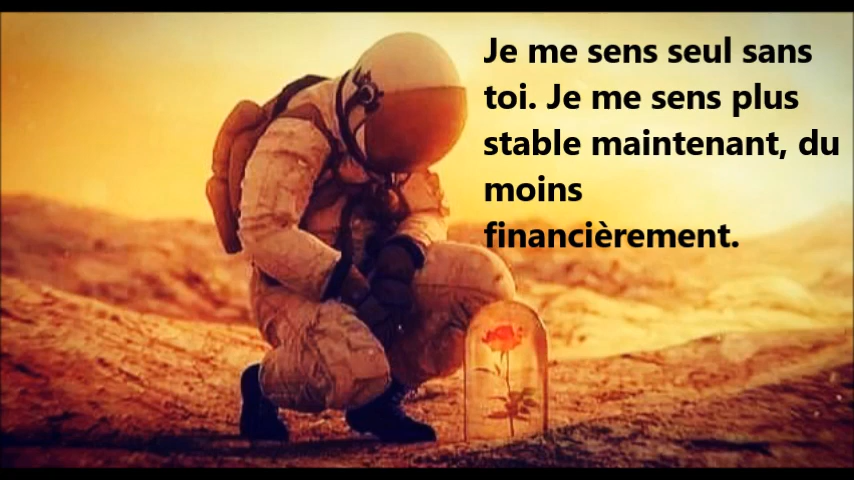 Je me sens seul sans
toi. Je me sens plus
stable maintenant, du
moins
financièrement.